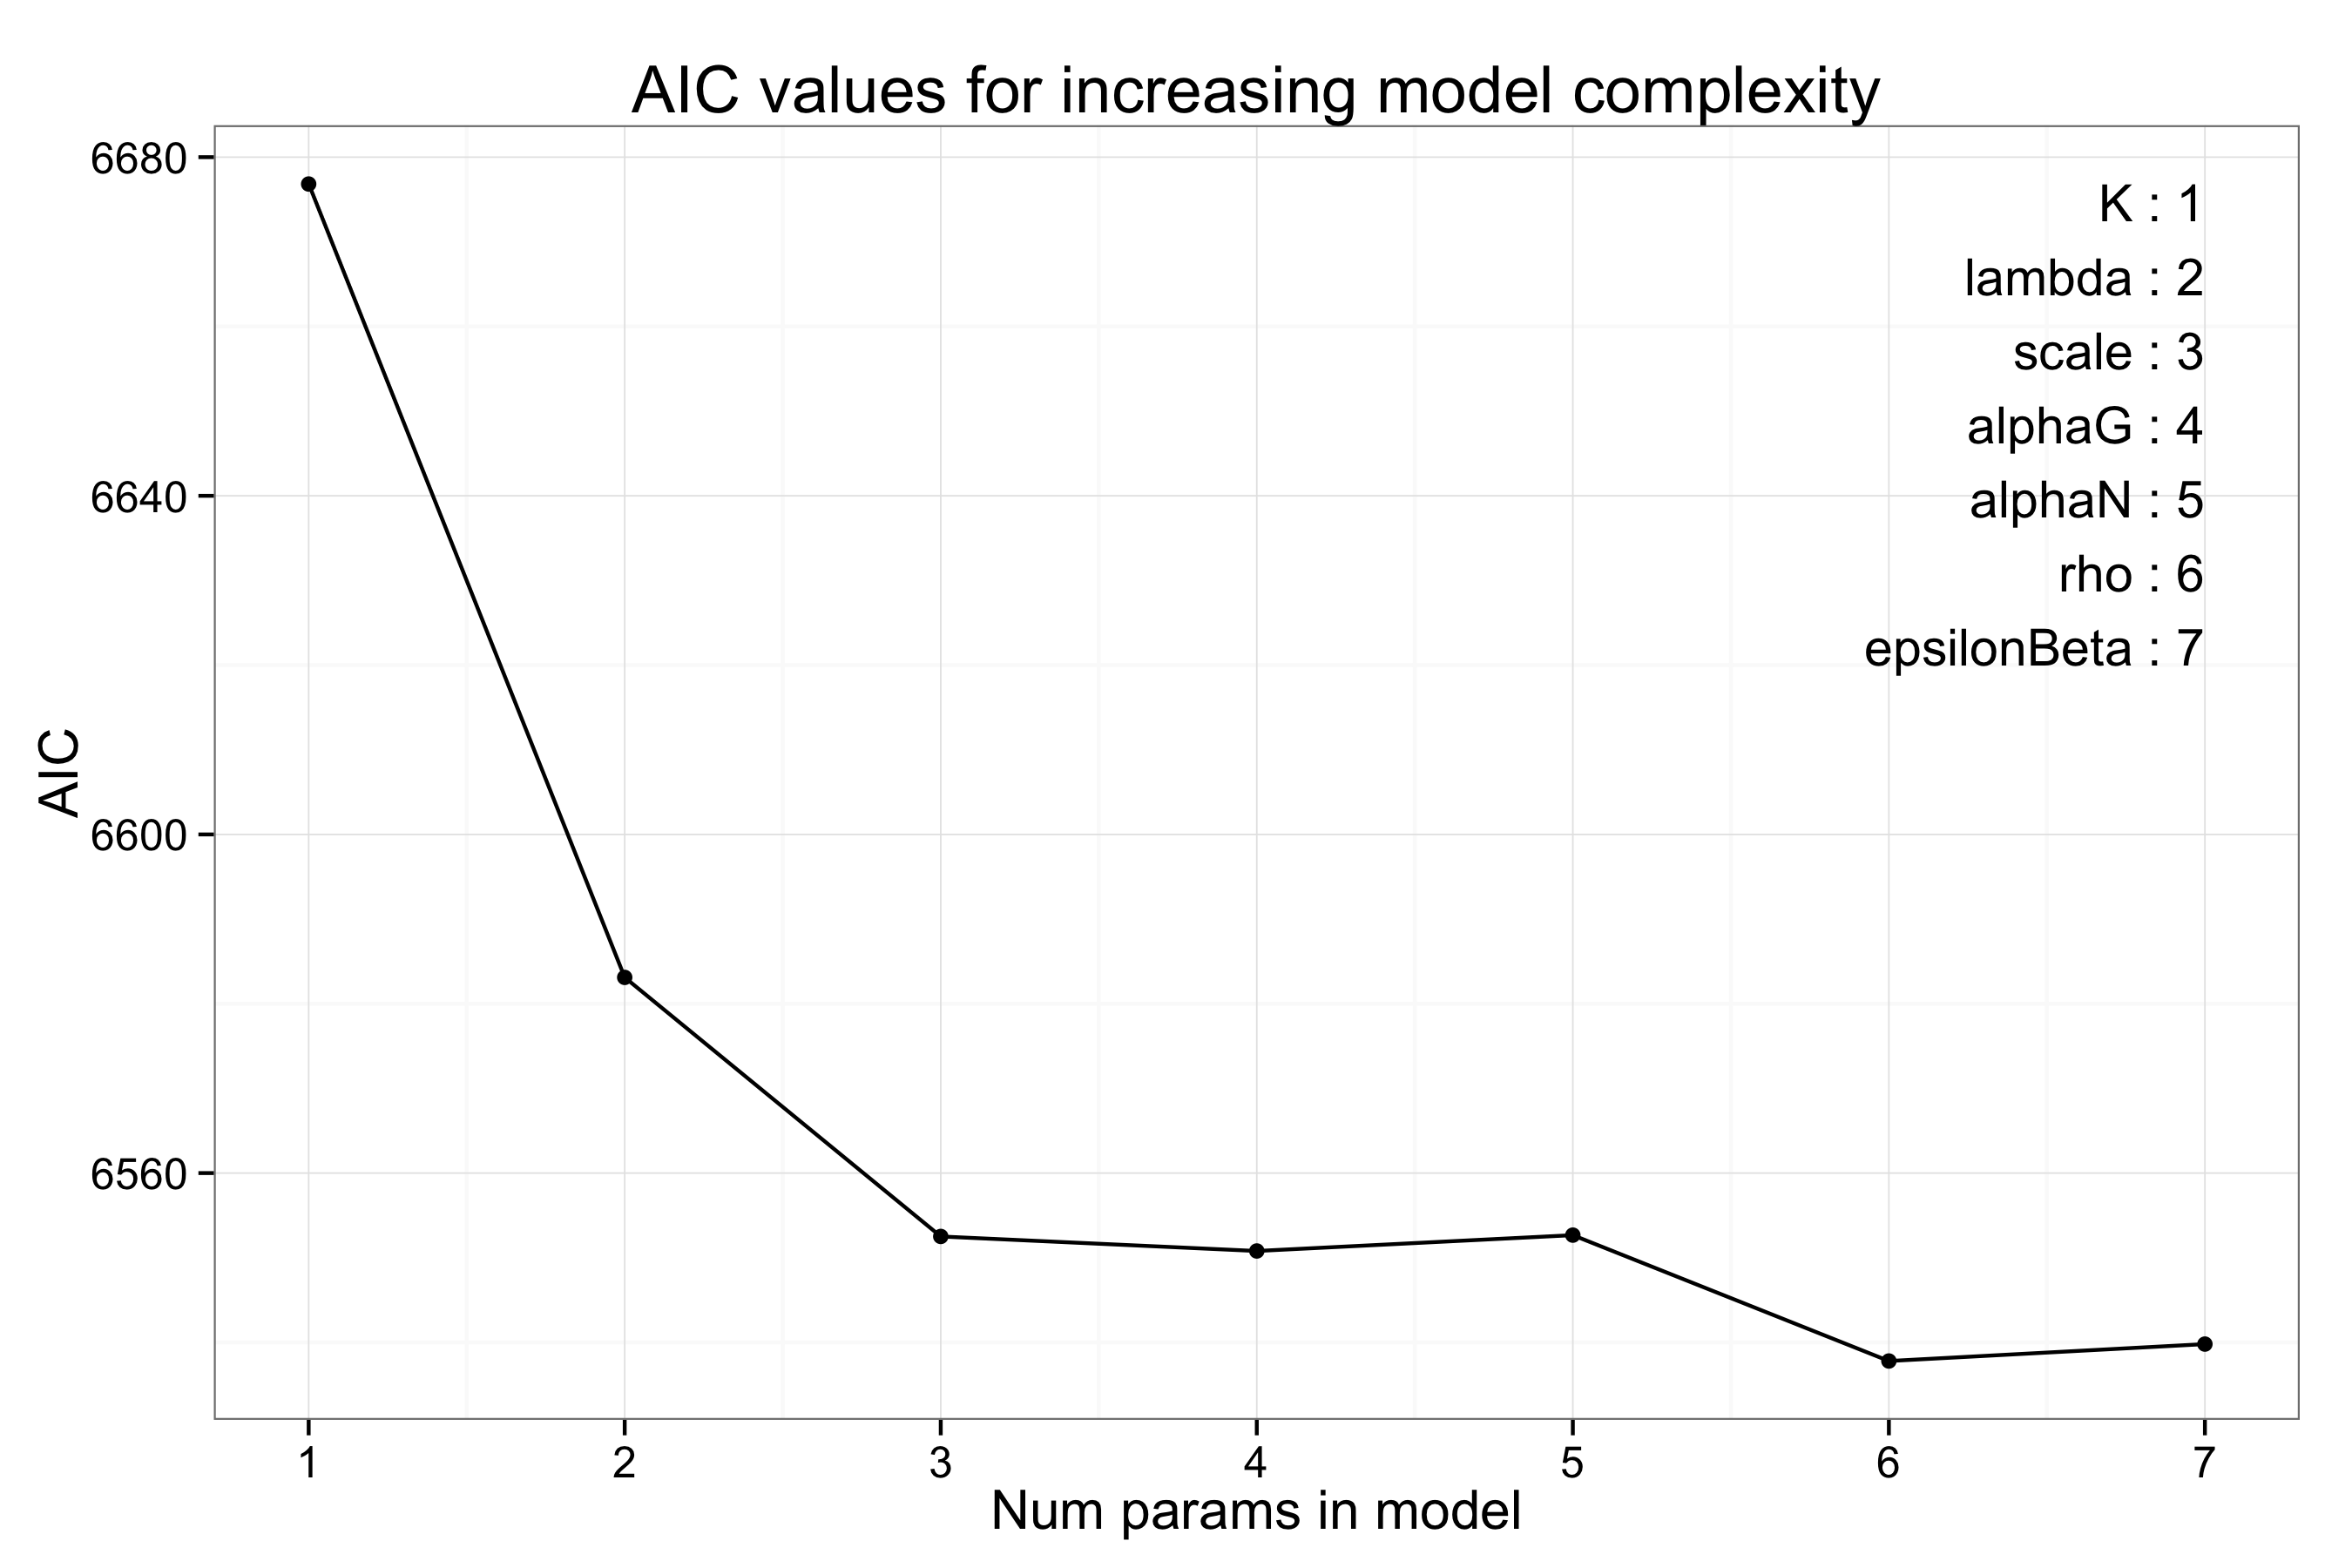 AIC values for increasing model complexity
6680
6640
6600
6560
AIC
K : 1
lambda : 2
scale : 3
alphaG : 4
alphaN : 5
rho : 6
epsilonBeta : 7
1 2 3 4 5 6 7
Num params in model